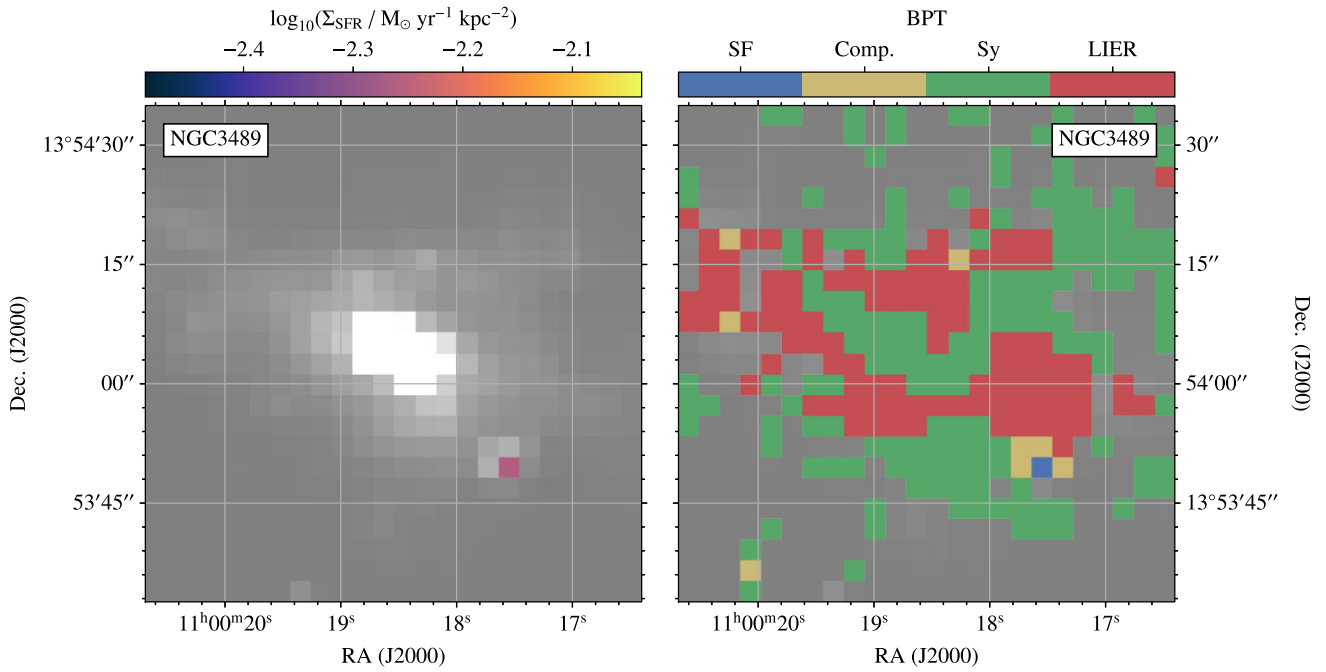 log₁₀(Σ_SFR / M_⊙ yr⁻¹ kpc⁻²)
−2.4 −2.3 −2.2 −2.1
NGC3489
13°54′30′′
15′′
00′′
53′45′′
Dec. (J2000)
11ʰ00ᵐ20ˢ 19ˢ 18ˢ 17ˢ
RA (J2000)
BPT
SF Comp. Sy LIER
NGC3489
30′′
15′′
54′00′′
13°53′45′′
Dec. (J2000)
11ʰ00ᵐ20ˢ 19ˢ 18ˢ 17ˢ
RA (J2000)